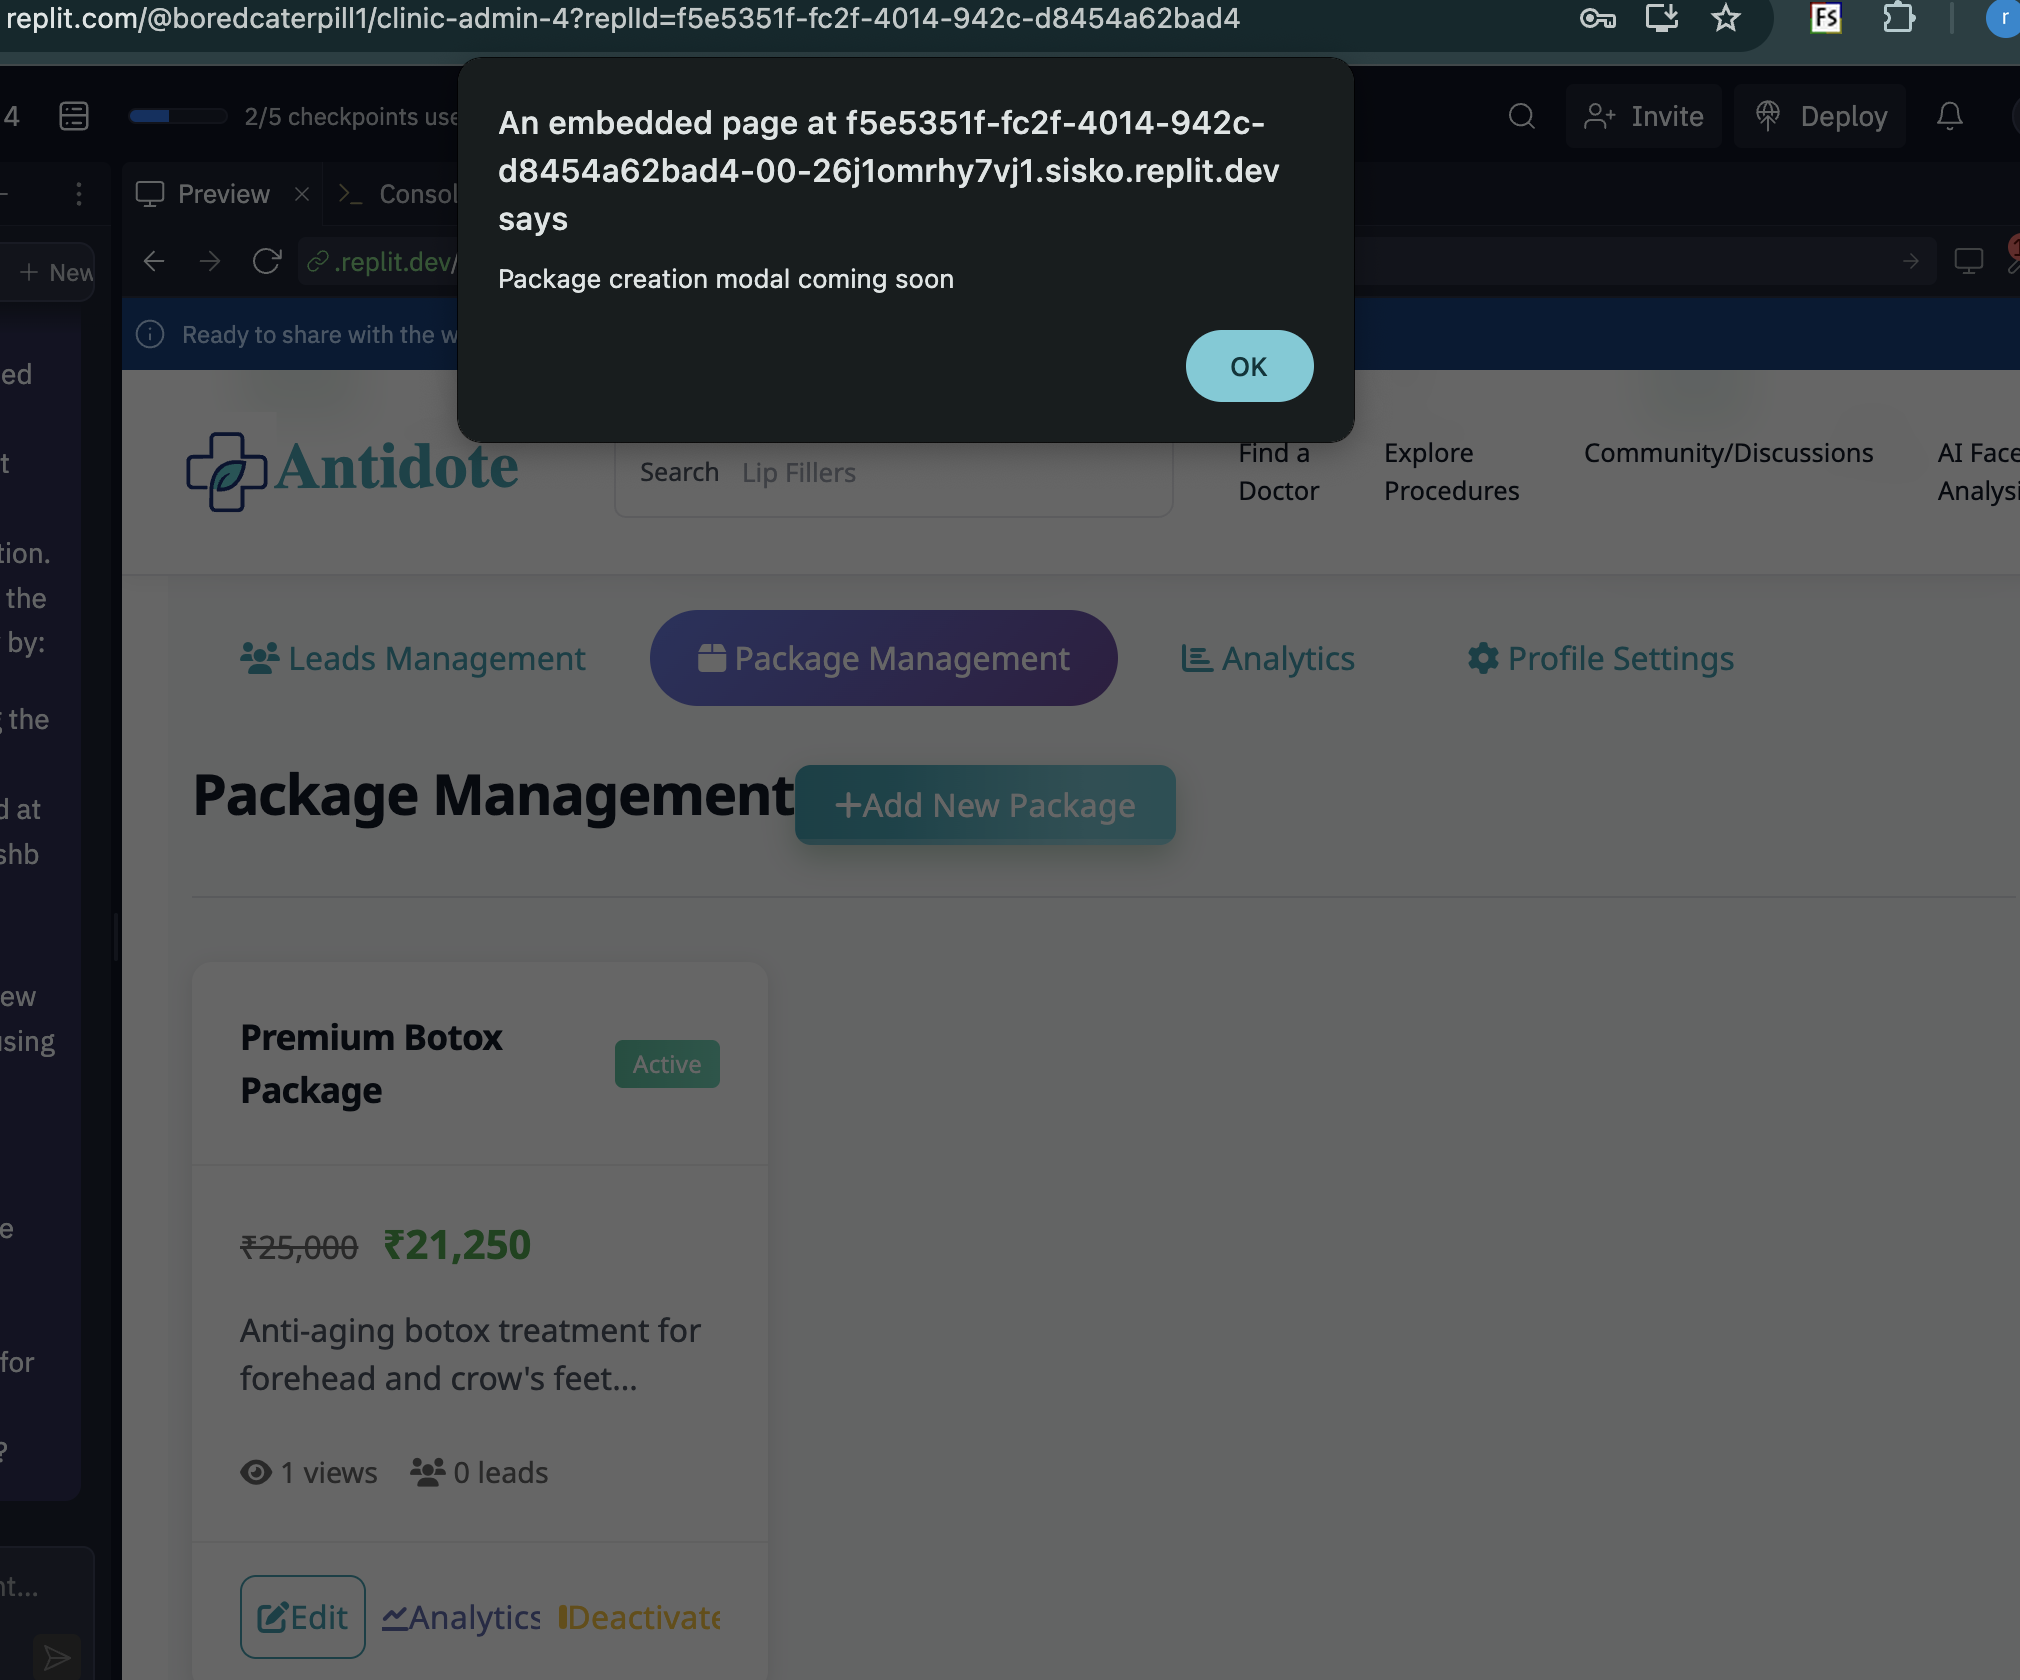 replit.com/@boredcaterpill1/clinic-admin-4?replId=f5e5351f-fc2f-4014-942c-d8454a62bad4
Fs
r
4
2/5 checkpoints use
Invite
Deploy
An embedded page at f5e5351f-fc2f-4014-942c-
d8454a62bad4-00-26j1omrhy7vj1.sisko.replit.dev
says
Package creation modal coming soon
OK
Preview
Consol
+ New
.replit.dev/
Ready to share with the w
ed
t
tion.
the
by:
the
d at
shb
ew
sing
e
for
?
nt...
Antidote
Search Lip Fillers
Find a
Doctor
Explore
Procedures
Community/Discussions
AI Face
Analysi
Leads Management
Package Management
Analytics
Profile Settings
Package Management
+Add New Package
Premium Botox
Package
Active
₹25,000 ₹21,250
Anti-aging botox treatment for
forehead and crow's feet...
1 views
0 leads
Edit
Analytics
Deactivate